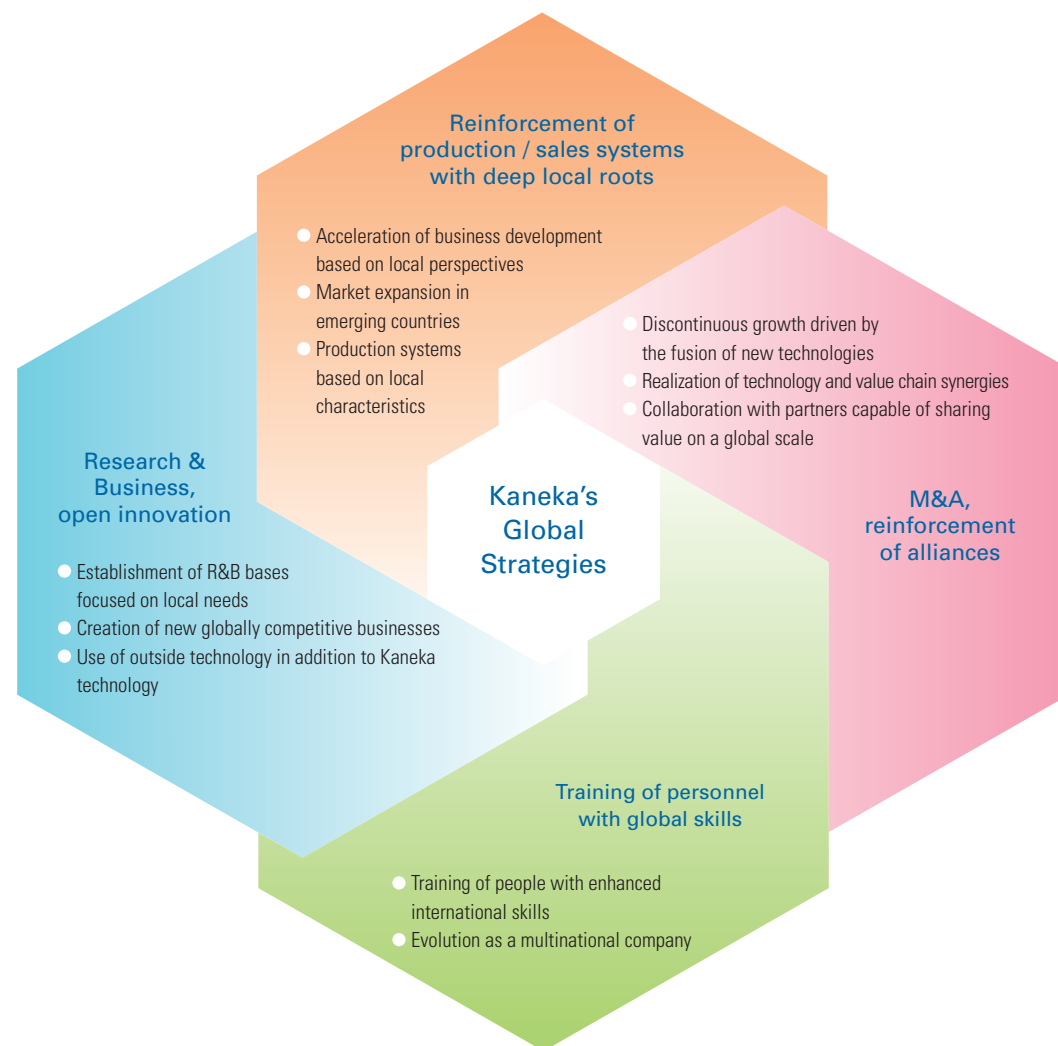 Reinforcement of
production / sales systems
with deep local roots
● Acceleration of business development
based on local perspectives
● Market expansion in
emerging countries
● Production systems
based on local
characteristics
● Discontinuous growth driven by
the fusion of new technologies
● Realization of technology and value chain synergies
● Collaboration with partners capable of sharing
value on a global scale
M&A,
reinforcement
of alliances
Kaneka's
Global
Strategies
Research &
Business,
open innovation
● Establishment of R&B bases
focused on local needs
● Creation of new globally competitive businesses
● Use of outside technology in addition to Kaneka
technology
Training of personnel
with global skills
● Training of people with enhanced
international skills
● Evolution as a multinational company